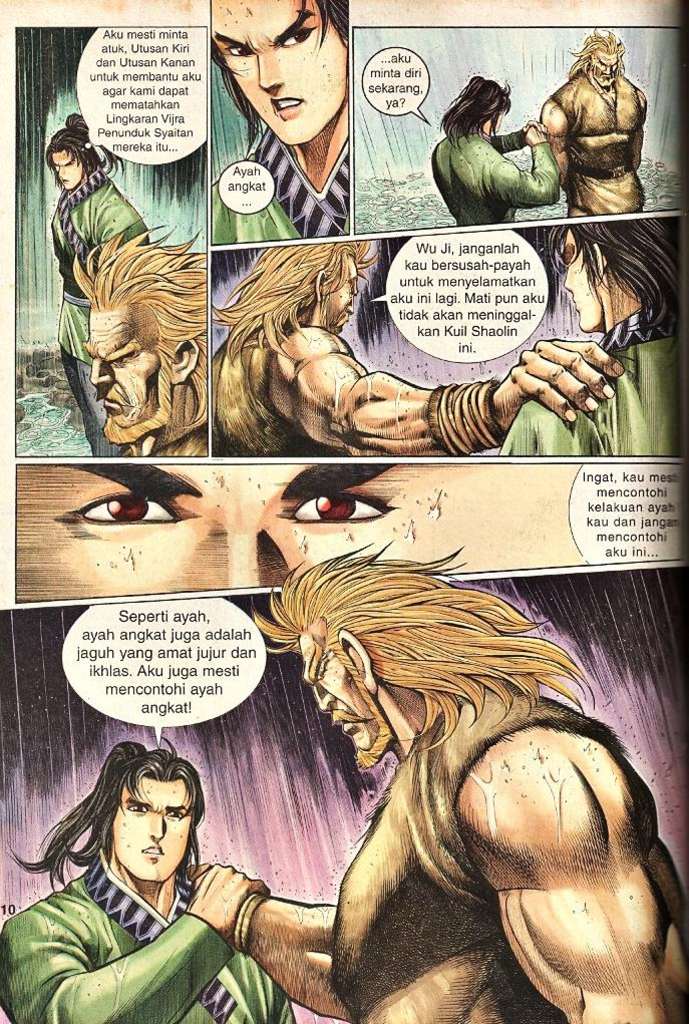 Aku mesti minta
atuk, Utusan Kiri
dan Utusan Kanan
untuk membantu aku
agar kami dapat
mematahkan
Lingkaran Vijra
Penunduk Syaitan
mereka itu...
Ayah
angkat
...
...aku
minta diri
sekarang,
ya?
Wu Ji, janganlah
kau bersusah-payah
untuk menyelamatkan
aku ini lagi. Mati pun aku
tidak akan meninggal-
kan Kuil Shaolin
ini.
Ingat, kau mesti
mencontohi
kelakuan ayah
kau dan jangan
mencontohi
aku ini...
Seperti ayah,
ayah angkat juga adalah
jaguh yang amat jujur dan
ikhlas. Aku juga mesti
mencontohi ayah
angkat!
10